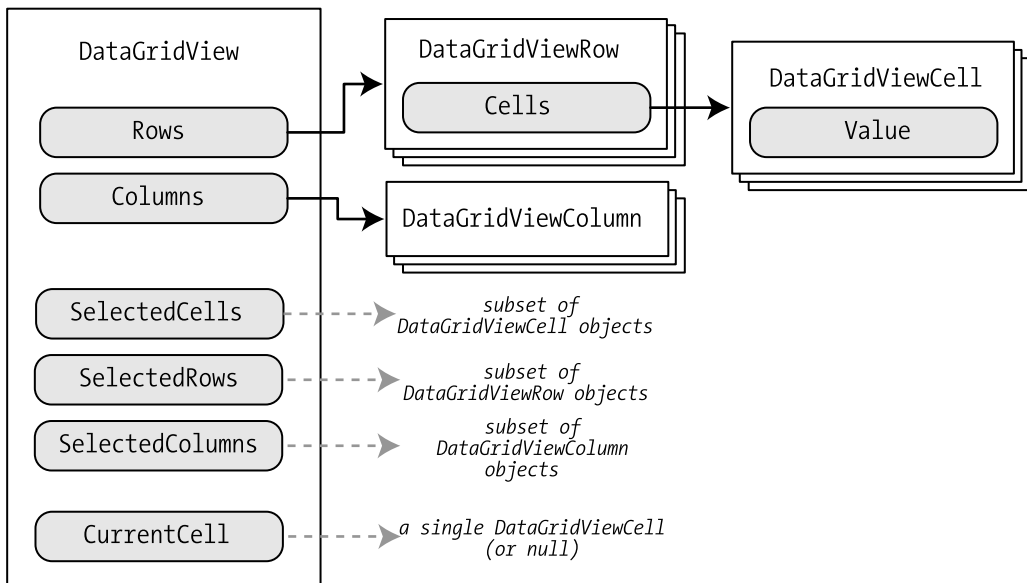 DataGridView
Rows
Columns
SelectedCells
SelectedRows
SelectedColumns
CurrentCell
DataGridViewRow
Cells
DataGridViewCell
Value
DataGridViewColumn
subset of
DataGridViewCell objects
subset of
DataGridViewRow objects
subset of
DataGridViewColumn
objects
a single DataGridViewCell
(or null)